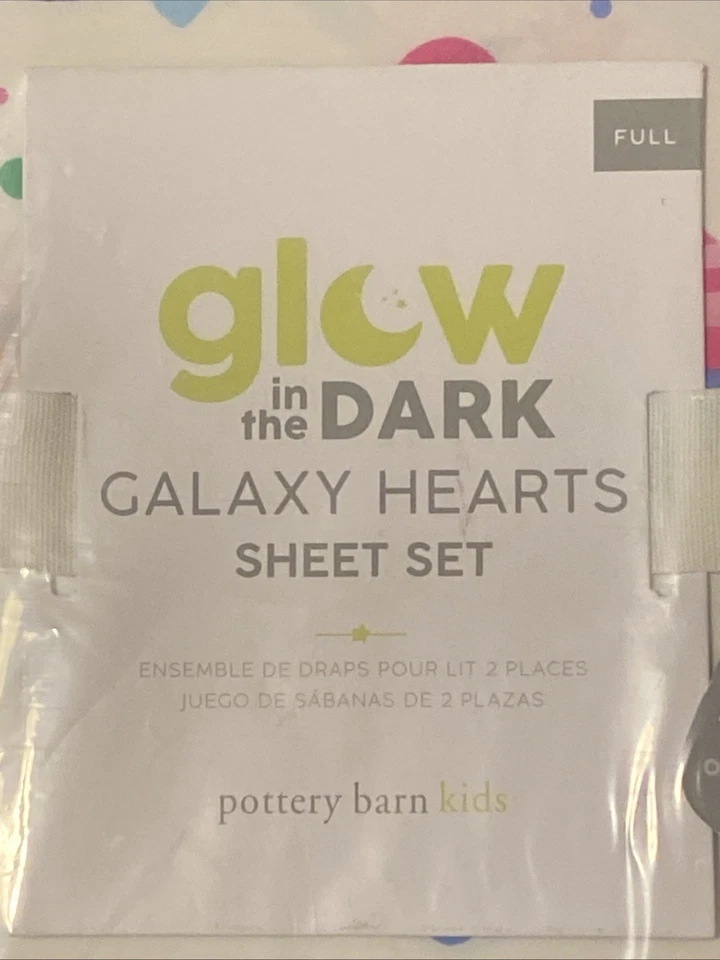 FULL
glow
in
the DARK
GALAXY HEARTS
SHEET SET
ENSEMBLE DE DRAPS POUR LIT 2 PLACES
JUEGO DE SÁBANAS DE 2 PLAZAS
pottery barn kids